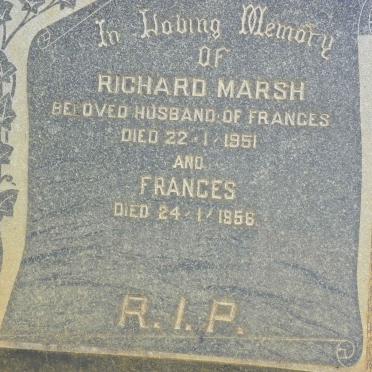 In Loving Memory
OF
RICHARD MARSH
BELOVED HUSBAND OF FRANCES
DIED 22-1-1951
AND
FRANCES
DIED 24-1-1956
R.I.P.